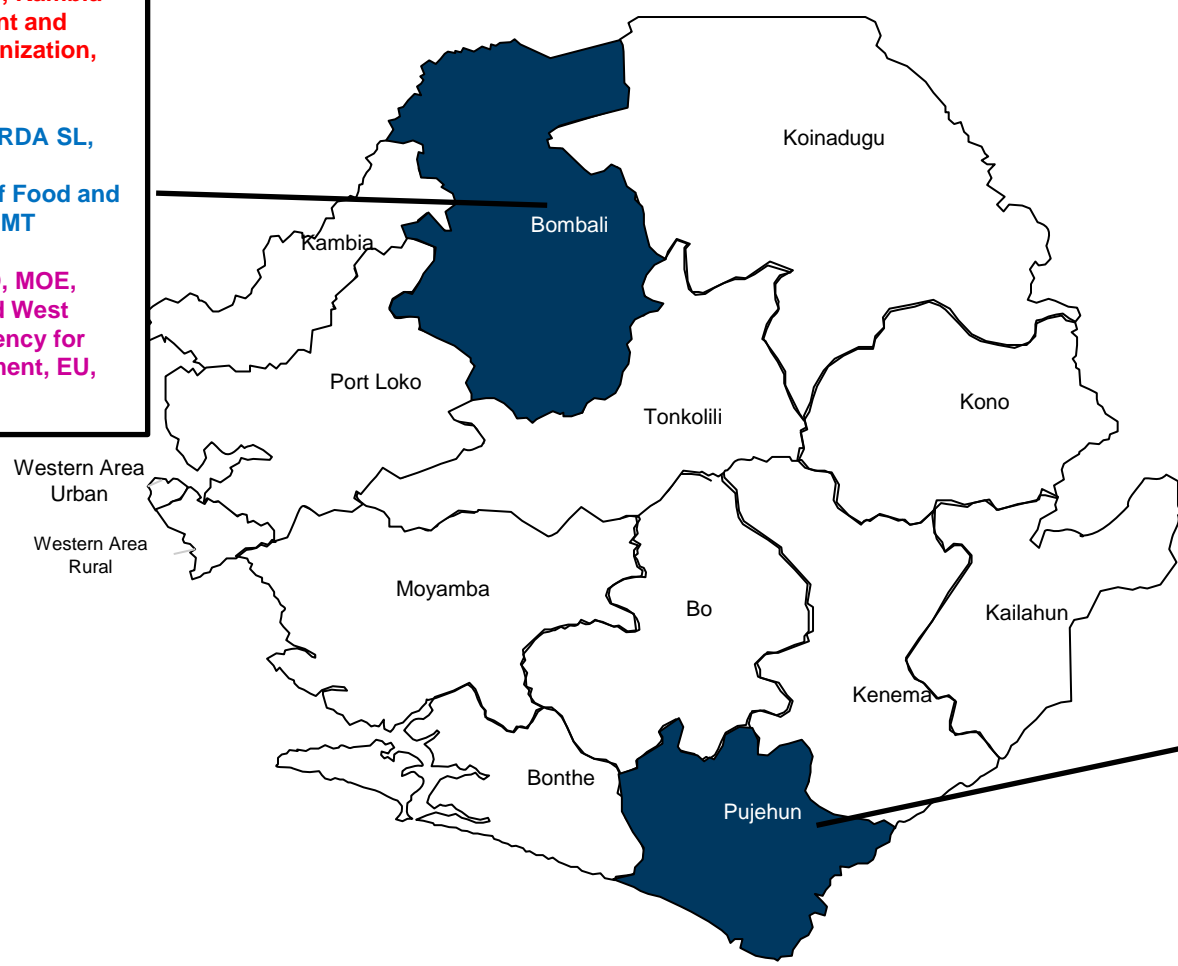 , Kambia
nt and
nization,
RDA SL,
f Food and
MT
, MOE,
d West
ency for
ment, EU,
Koinadugu
Bombali
Kambia
Port Loko
Tonkolili
Kono
Western Area
Urban
Western Area
Rural
Moyamba
Bo
Kailahun
Kenema
Bonthe
Pujehun